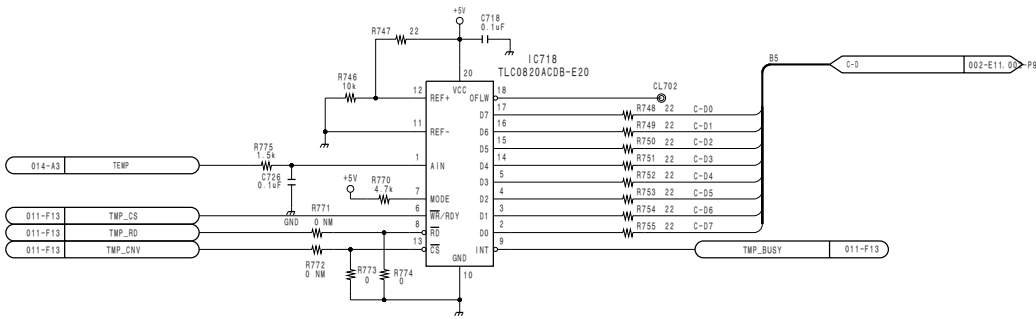 +5V
R747 22
C718
0.1uF
IC718
TLC0820ACDB-E20
B5
C-D 002-E11.002-P9
R746
10k
20
VCC
12 REF+
11 REF-
1 AIN
7 MODE
6 WR/RDY
8 RD
13 CS
GND
10
OFLW 18
CL702
D7 17 R748 22 C-D0
D6 16 R749 22 C-D1
D5 15 R750 22 C-D2
D4 14 R751 22 C-D3
D3 5 R752 22 C-D4
D2 4 R753 22 C-D5
D1 3 R754 22 C-D6
D0 2 R755 22 C-D7
INT 9
TMP_BUSY 011-F13
014-A3 TEMP
R775
1.5k
C726
0.1uF
GND
+5V
R770
4.7k
011-F13 TMP_CS
011-F13 TMP_RD
011-F13 TMP_CNV
R771
0 NM
R772
0 NM
R773
0
R774
0